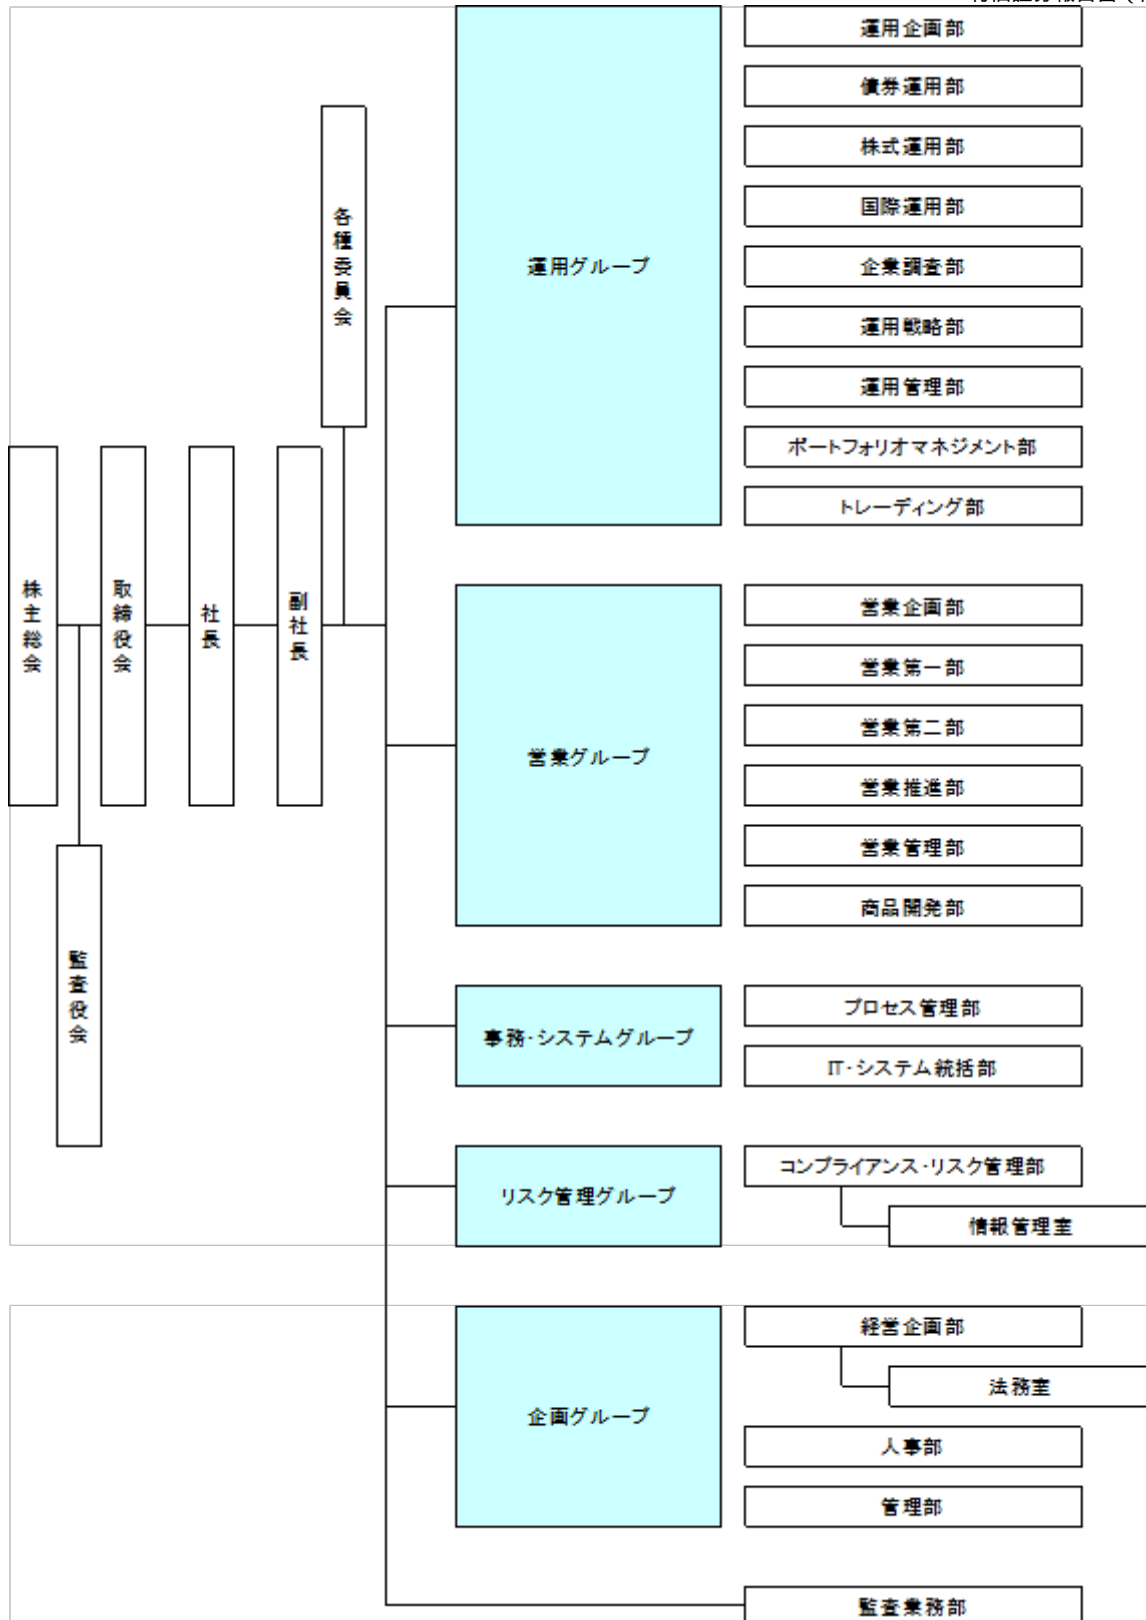 運用企画部
債券運用部
株式運用部
国際運用部
企業調査部
運用戦略部
運用管理部
ポートフォリオマネジメント部
トレーディング部
各種委員会
運用グループ
株主総会
取締役会
社長
副社長
営業企画部
営業第一部
営業第二部
営業推進部
営業管理部
商品開発部
営業グループ
監査役会
事務・システムグループ
プロセス管理部
IT・システム統括部
リスク管理グループ
コンプライアンス・リスク管理部
情報管理室
企画グループ
経営企画部
法務室
人事部
管理部
監査業務部